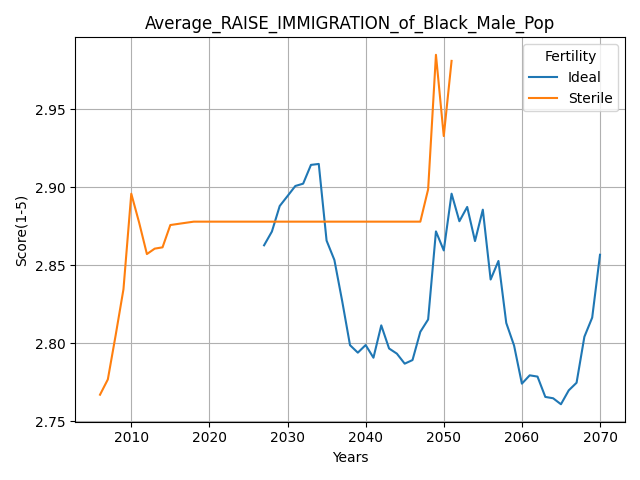 Average_RAISE_IMMIGRATION_of_Black_Male_Pop
Fertility
Ideal
Sterile
Score(1-5)
2.95
2.90
2.85
2.80
2.75
2010 2020 2030 2040 2050 2060 2070
Years